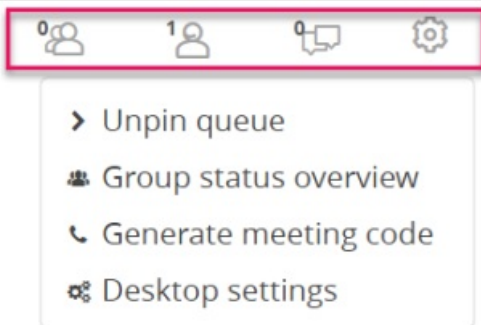 0 1 0
Unpin queue
Group status overview
Generate meeting code
Desktop settings